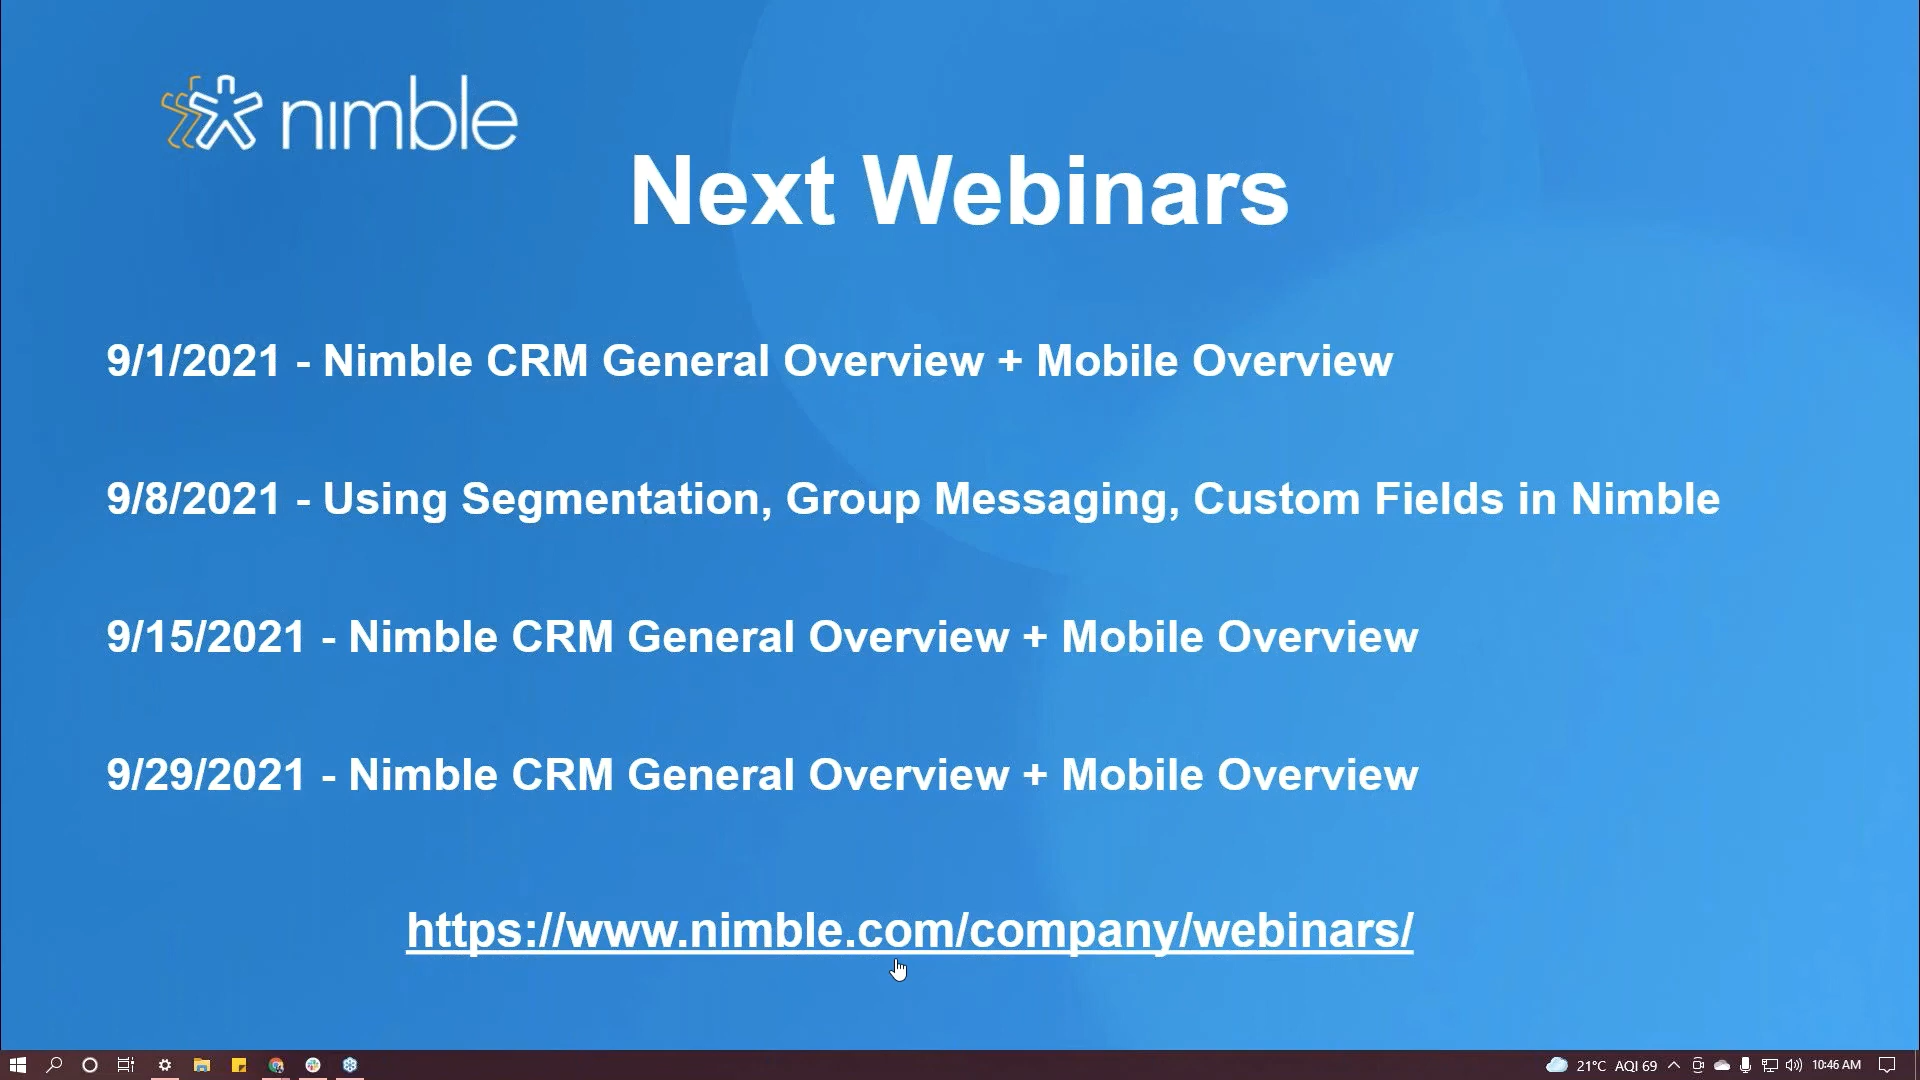 nimble
Next Webinars
9/1/2021 - Nimble CRM General Overview + Mobile Overview
9/8/2021 - Using Segmentation, Group Messaging, Custom Fields in Nimble
9/15/2021 - Nimble CRM General Overview + Mobile Overview
9/29/2021 - Nimble CRM General Overview + Mobile Overview
https://www.nimble.com/company/webinars/
21°C AQI 69 10:46 AM